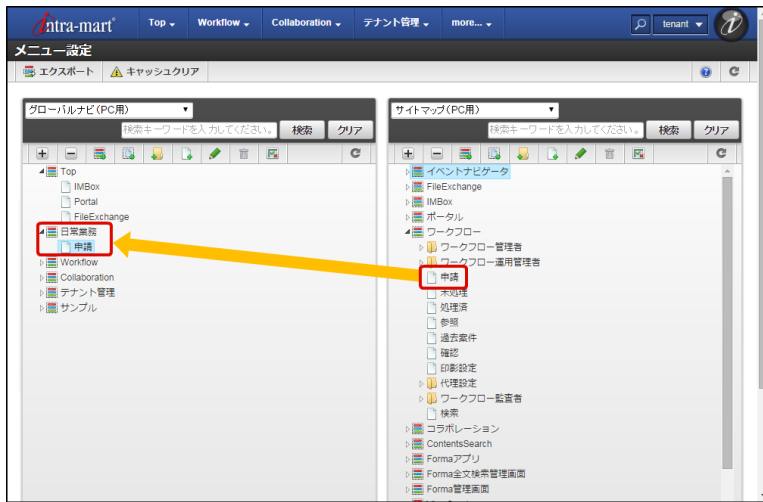 intra-mart® Top Workflow Collaboration テナント管理 more... tenant
メニュー設定
エクスポート キャッシュクリア
グローバルナビ(PC用)
検索キーワードを入力してください。 検索 クリア
Top
IMBox
Portal
FileExchange
日常業務
申請
Workflow
Collaboration
テナント管理
サンプル
サイトマップ(PC用)
検索キーワードを入力してください。 検索 クリア
イベントナビゲータ
FileExchange
IMBox
ポータル
ワークフロー
ワークフロー管理者
ワークフロー運用管理者
申請
未処理
処理済
参照
過去案件
確認
印影設定
代理設定
ワークフロー監査者
検索
コラボレーション
ContentsSearch
Formaアプリ
Forma全文検索管理画面
Forma管理画面